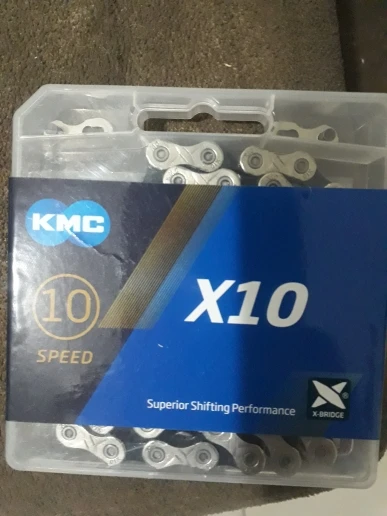 KMC
10
SPEED
X10
Superior Shifting Performance
X-BRIDGE
®